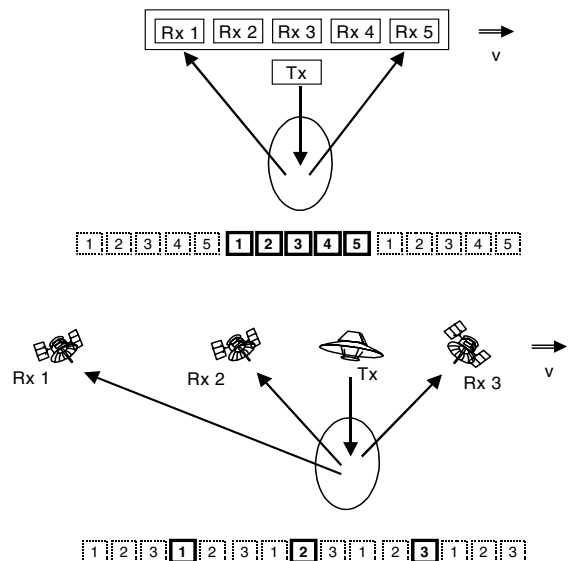 Rx 1 Rx 2 Rx 3 Rx 4 Rx 5
v
Tx
1 2 3 4 5 1 2 3 4 5 1 2 3 4 5
Rx 1
Rx 2
Tx
Rx 3
v
1 2 3 1 2 3 1 2 3 1 2 3 1 2 3